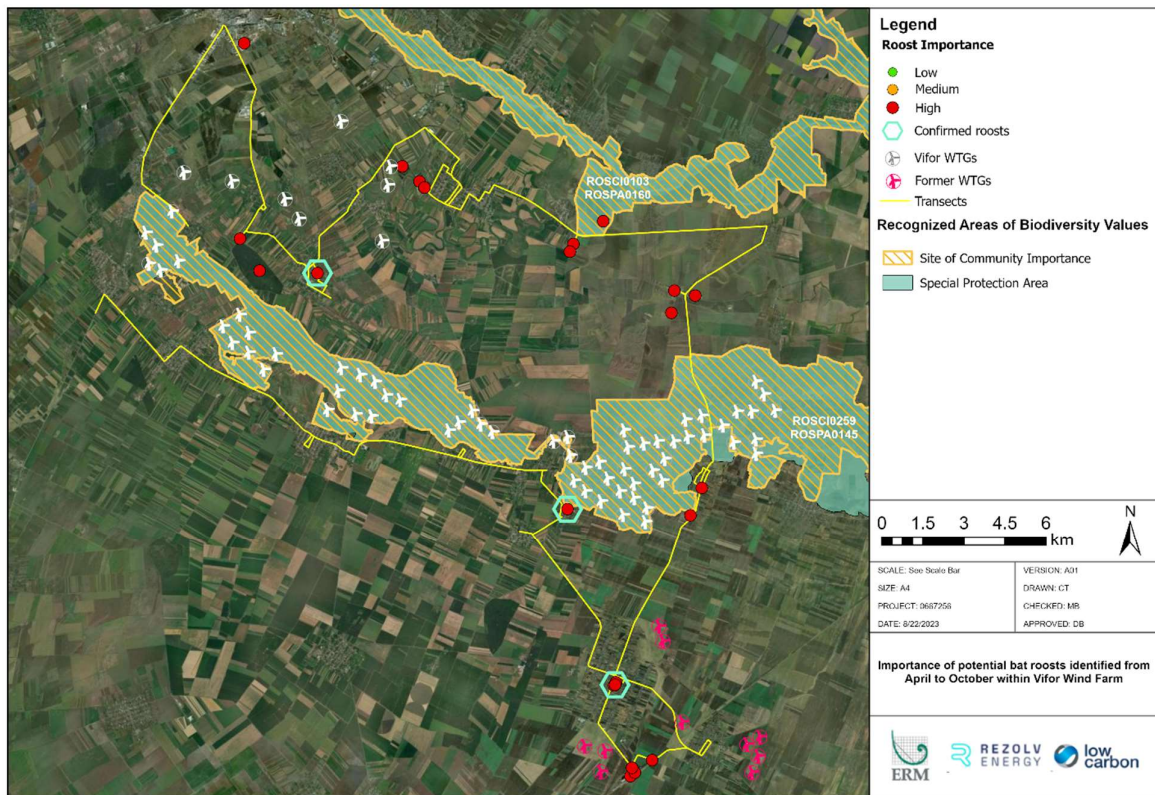 ROSCI0103
ROSPA0160
ROSCI0259
ROSPA0145
Legend
Roost Importance
Low
Medium
High
Confirmed roosts
Vifor WTGs
Former WTGs
Transects
Recognized Areas of Biodiversity Values
Site of Community Importance
Special Protection Area
0 1.5 3 4.5 6
km
N
SCALE: See Scale Bar
VERSION: A01
SIZE: A4
DRAWN: CT
PROJECT: 0667256
CHECKED: MB
DATE: 8/22/2023
APPROVED: DB
Importance of potential bat roosts identified from
April to October within Vifor Wind Farm
ERM
REZOLV
ENERGY
low
carbon